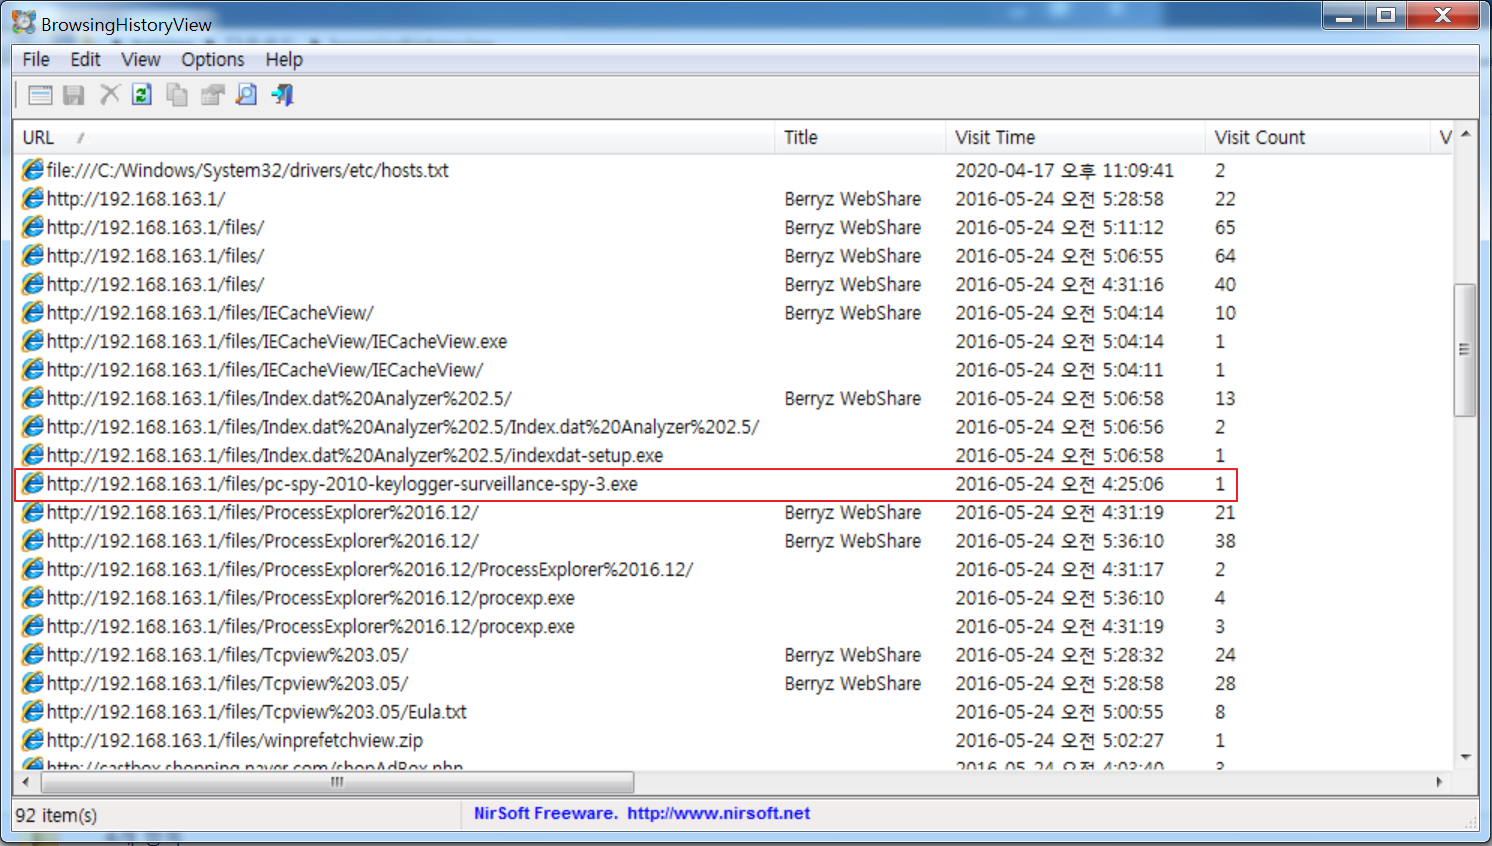 BrowsingHistoryView
File Edit View Options Help
URL Title Visit Time Visit Count V
file:///C:/Windows/System32/drivers/etc/hosts.txt 2020-04-17 오후 11:09:41 2
http://192.168.163.1/ Berryz WebShare 2016-05-24 오전 5:28:58 22
http://192.168.163.1/files/ Berryz WebShare 2016-05-24 오전 5:11:12 65
http://192.168.163.1/files/ Berryz WebShare 2016-05-24 오전 5:06:55 64
http://192.168.163.1/files/ Berryz WebShare 2016-05-24 오전 4:31:16 40
http://192.168.163.1/files/IECacheView/ Berryz WebShare 2016-05-24 오전 5:04:14 10
http://192.168.163.1/files/IECacheView/IECacheView.exe 2016-05-24 오전 5:04:14 1
http://192.168.163.1/files/IECacheView/IECacheView/ 2016-05-24 오전 5:04:11 1
http://192.168.163.1/files/Index.dat%20Analyzer%202.5/ Berryz WebShare 2016-05-24 오전 5:06:58 13
http://192.168.163.1/files/Index.dat%20Analyzer%202.5/Index.dat%20Analyzer%202.5/ 2016-05-24 오전 5:06:56 2
http://192.168.163.1/files/Index.dat%20Analyzer%202.5/indexdat-setup.exe 2016-05-24 오전 5:06:58 1
http://192.168.163.1/files/pc-spy-2010-keylogger-surveillance-spy-3.exe 2016-05-24 오전 4:25:06 1
http://192.168.163.1/files/ProcessExplorer%2016.12/ Berryz WebShare 2016-05-24 오전 4:31:19 21
http://192.168.163.1/files/ProcessExplorer%2016.12/ Berryz WebShare 2016-05-24 오전 5:36:10 38
http://192.168.163.1/files/ProcessExplorer%2016.12/ProcessExplorer%2016.12/ 2016-05-24 오전 4:31:17 2
http://192.168.163.1/files/ProcessExplorer%2016.12/procexp.exe 2016-05-24 오전 5:36:10 4
http://192.168.163.1/files/ProcessExplorer%2016.12/procexp.exe 2016-05-24 오전 4:31:19 3
http://192.168.163.1/files/Tcpview%203.05/ Berryz WebShare 2016-05-24 오전 5:28:32 24
http://192.168.163.1/files/Tcpview%203.05/ Berryz WebShare 2016-05-24 오전 5:28:58 28
http://192.168.163.1/files/Tcpview%203.05/Eula.txt 2016-05-24 오전 5:00:55 8
http://192.168.163.1/files/winprefetchview.zip 2016-05-24 오전 5:02:27 1
http://castbox.shopping.naver.com/shopAdBox.nhn 2016-05-24 오전 4:03:40 3
92 item(s) NirSoft Freeware. http://www.nirsoft.net